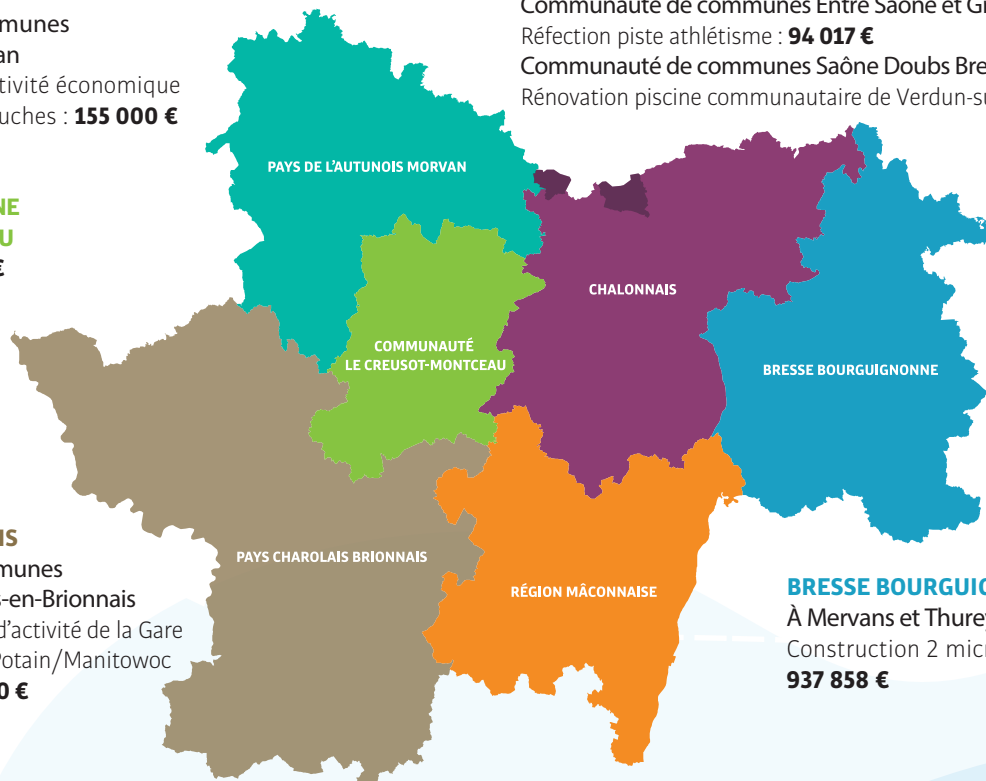 munes
an
tivité économique
uches : 155 000 €
Communauté de communes Entre Saône et G
Réfection piste athlétisme : 94 017 €
Communauté de communes Saône Doubs Bre
Rénovation piscine communautaire de Verdun-su
NE
U
€
PAYS DE L'AUTUNOIS MORVAN
CHALONNAIS
COMMUNAUTÉ
LE CREUSOT-MONTCEAU
BRESSE BOURGUIGNONNE
PAYS CHAROLAIS BRIONNAIS
RÉGION MÂCONNAISE
IS
munes
s-en-Brionnais
d'activité de la Gare
Potain/Manitowoc
0 €
BRESSE BOURGUIG
À Mervans et Thurey
Construction 2 micr
937 858 €